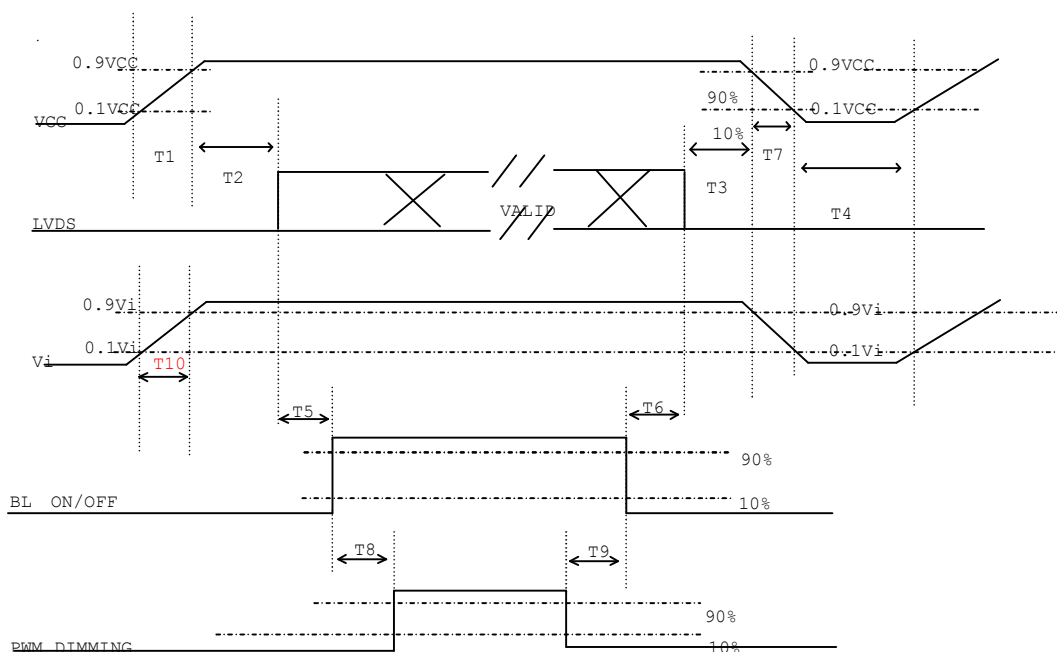 0.9VCC
0.9VCC
90%
0.1VCC
0.1VCC
VCC
10%
T1
T7
T2
T3
VALID
T4
LVDS
0.9Vi
0.9Vi
0.1Vi
0.1Vi
Vi
T10
T5
T6
90%
BL ON/OFF
10%
T8
T9
90%
PWM DIMMING
10%